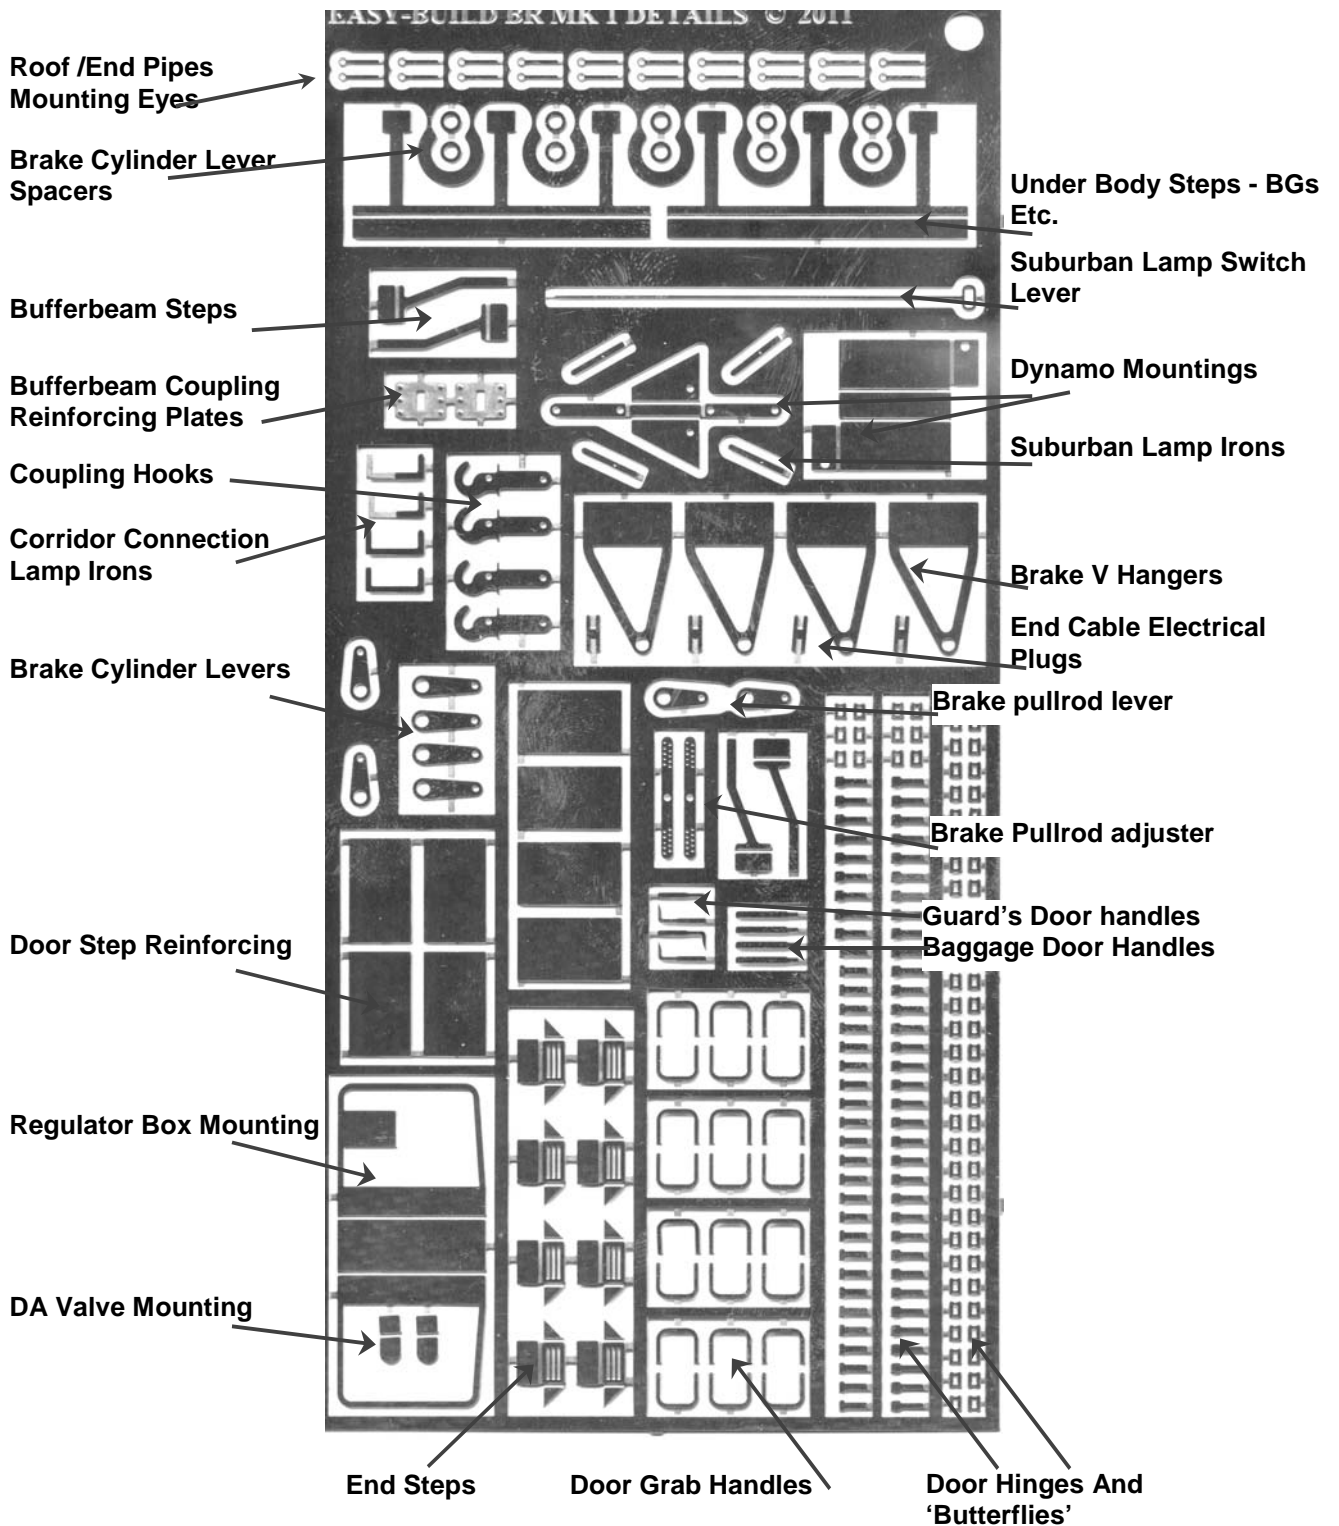 EASY-BUILD BR MK I DETAILS © 2011
Roof /End Pipes
Mounting Eyes
Brake Cylinder Lever
Spacers
Under Body Steps - BGs
Etc.
Suburban Lamp Switch
Lever
Bufferbeam Steps
Dynamo Mountings
Bufferbeam Coupling
Reinforcing Plates
Suburban Lamp Irons
Coupling Hooks
Corridor Connection
Lamp Irons
Brake V Hangers
End Cable Electrical
Plugs
Brake Cylinder Levers
Brake pullrod lever
Brake Pullrod adjuster
Guard's Door handles
Baggage Door Handles
Door Step Reinforcing
Regulator Box Mounting
DA Valve Mounting
End Steps
Door Grab Handles
Door Hinges And
‘Butterflies’